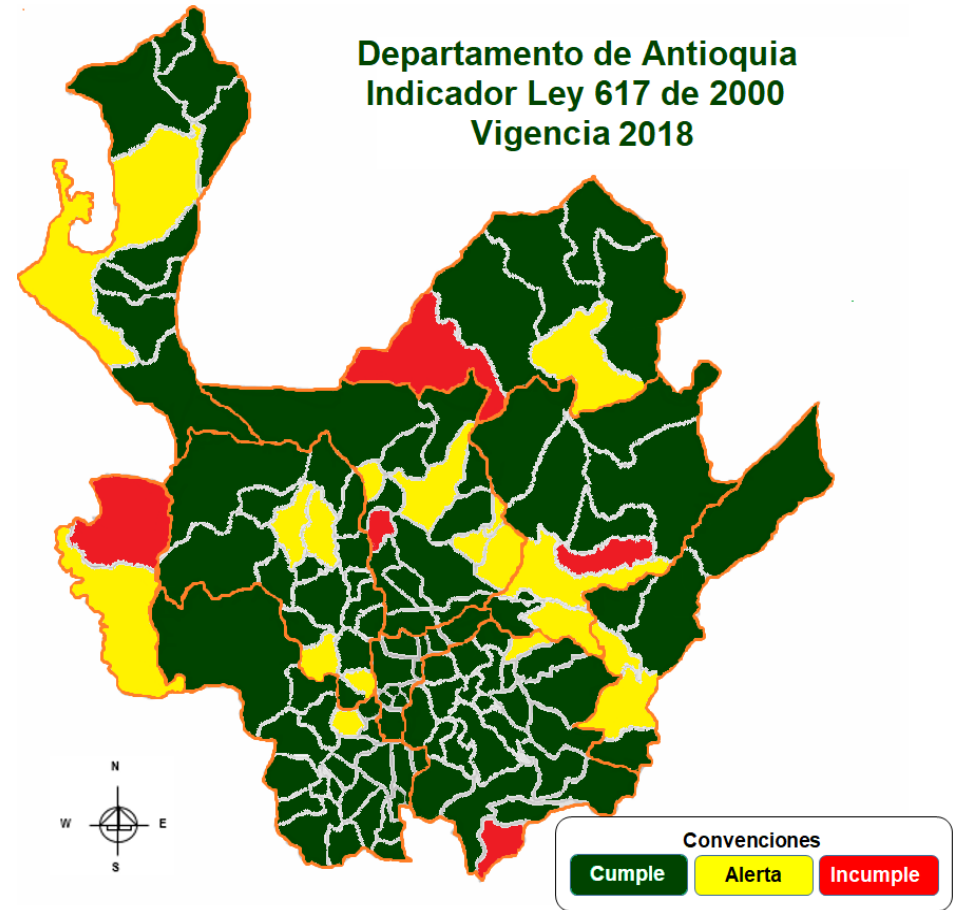 Departamento de Antioquia
Indicador Ley 617 de 2000
Vigencia 2018
N
W E
S
Convenciones
Cumple Alerta Incumple